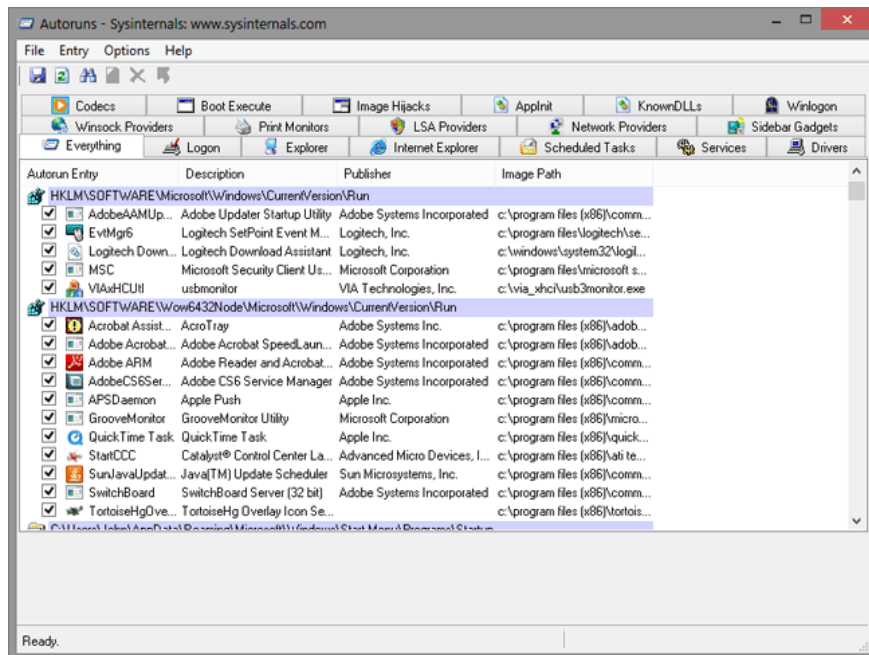 Autoruns - Sysinternals: www.sysinternals.com
File Entry Options Help
Codecs Boot Execute Image Hijacks AppInit KnownDLLs Winlogon
Winsock Providers Print Monitors LSA Providers Network Providers Sidebar Gadgets
Everything Logon Explorer Internet Explorer Scheduled Tasks Services Drivers
Autorun Entry Description Publisher Image Path
HKLM\SOFTWARE\Microsoft\Windows\CurrentVersion\Run
AdobeAAMUp... Adobe Updater Startup Utility Adobe Systems Incorporated c:\program files (x86)\comm...
EvtMgr6 Logitech SetPoint Event M... Logitech, Inc. c:\program files\logitech\se...
Logitech Down... Logitech Download Assistant Logitech, Inc. c:\windows\system32\logil...
MSC Microsoft Security Client Us... Microsoft Corporation c:\program files\microsoft s...
VIAxHCUtl usbmonitor VIA Technologies, Inc. c:\via_xhci\usb3monitor.exe
HKLM\SOFTWARE\Wow6432Node\Microsoft\Windows\CurrentVersion\Run
Acrobat Assist... AcroTray Adobe Systems Inc. c:\program files (x86)\adob...
Adobe Acrobat... Adobe Acrobat SpeedLaun... Adobe Systems Incorporated c:\program files (x86)\adob...
Adobe ARM Adobe Reader and Acrobat... Adobe Systems Incorporated c:\program files (x86)\comm...
AdobeCS6Ser... Adobe CS6 Service Manager Adobe Systems Incorporated c:\program files (x86)\comm...
APSDaemon Apple Push Apple Inc. c:\program files (x86)\comm...
GrooveMonitor GrooveMonitor Utility Microsoft Corporation c:\program files (x86)\micro...
QuickTime Task QuickTime Task Apple Inc. c:\program files (x86)\quick...
StartCCC Catalyst® Control Center La... Advanced Micro Devices, I... c:\program files (x86)\ati te...
SunJavaUpdat... Java(TM) Update Scheduler Sun Microsystems, Inc. c:\program files (x86)\comm...
SwitchBoard SwitchBoard Server (32 bit) Adobe Systems Incorporated c:\program files (x86)\comm...
TortoiseHgOve... TortoiseHg Overlay Icon Se... c:\program files (x86)\tortois...
C:\Users\John\AppData\Roaming\Microsoft\Windows\Start Menu\Programs\Startup
Ready.